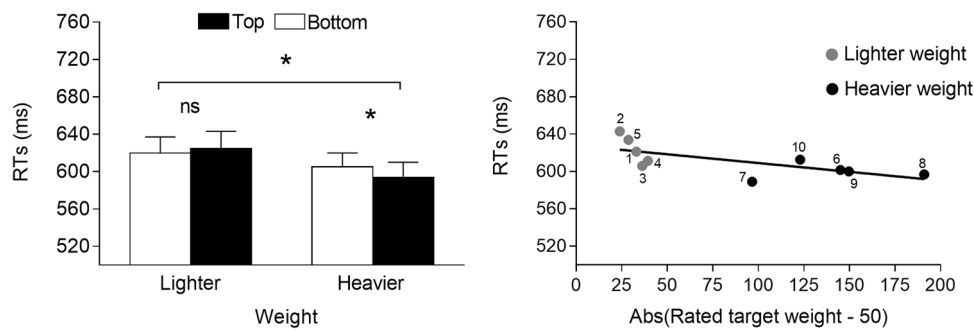 Top Bottom
RTs (ms)
760
720
680
640
600
560
520
*
ns
*
Lighter Heavier
Weight
RTs (ms)
760
720
680
640
600
560
520
Lighter weight
Heavier weight
2
5
1
3
4
7
10
6
9
8
0 25 50 75 100 125 150 175 200
Abs(Rated target weight - 50)